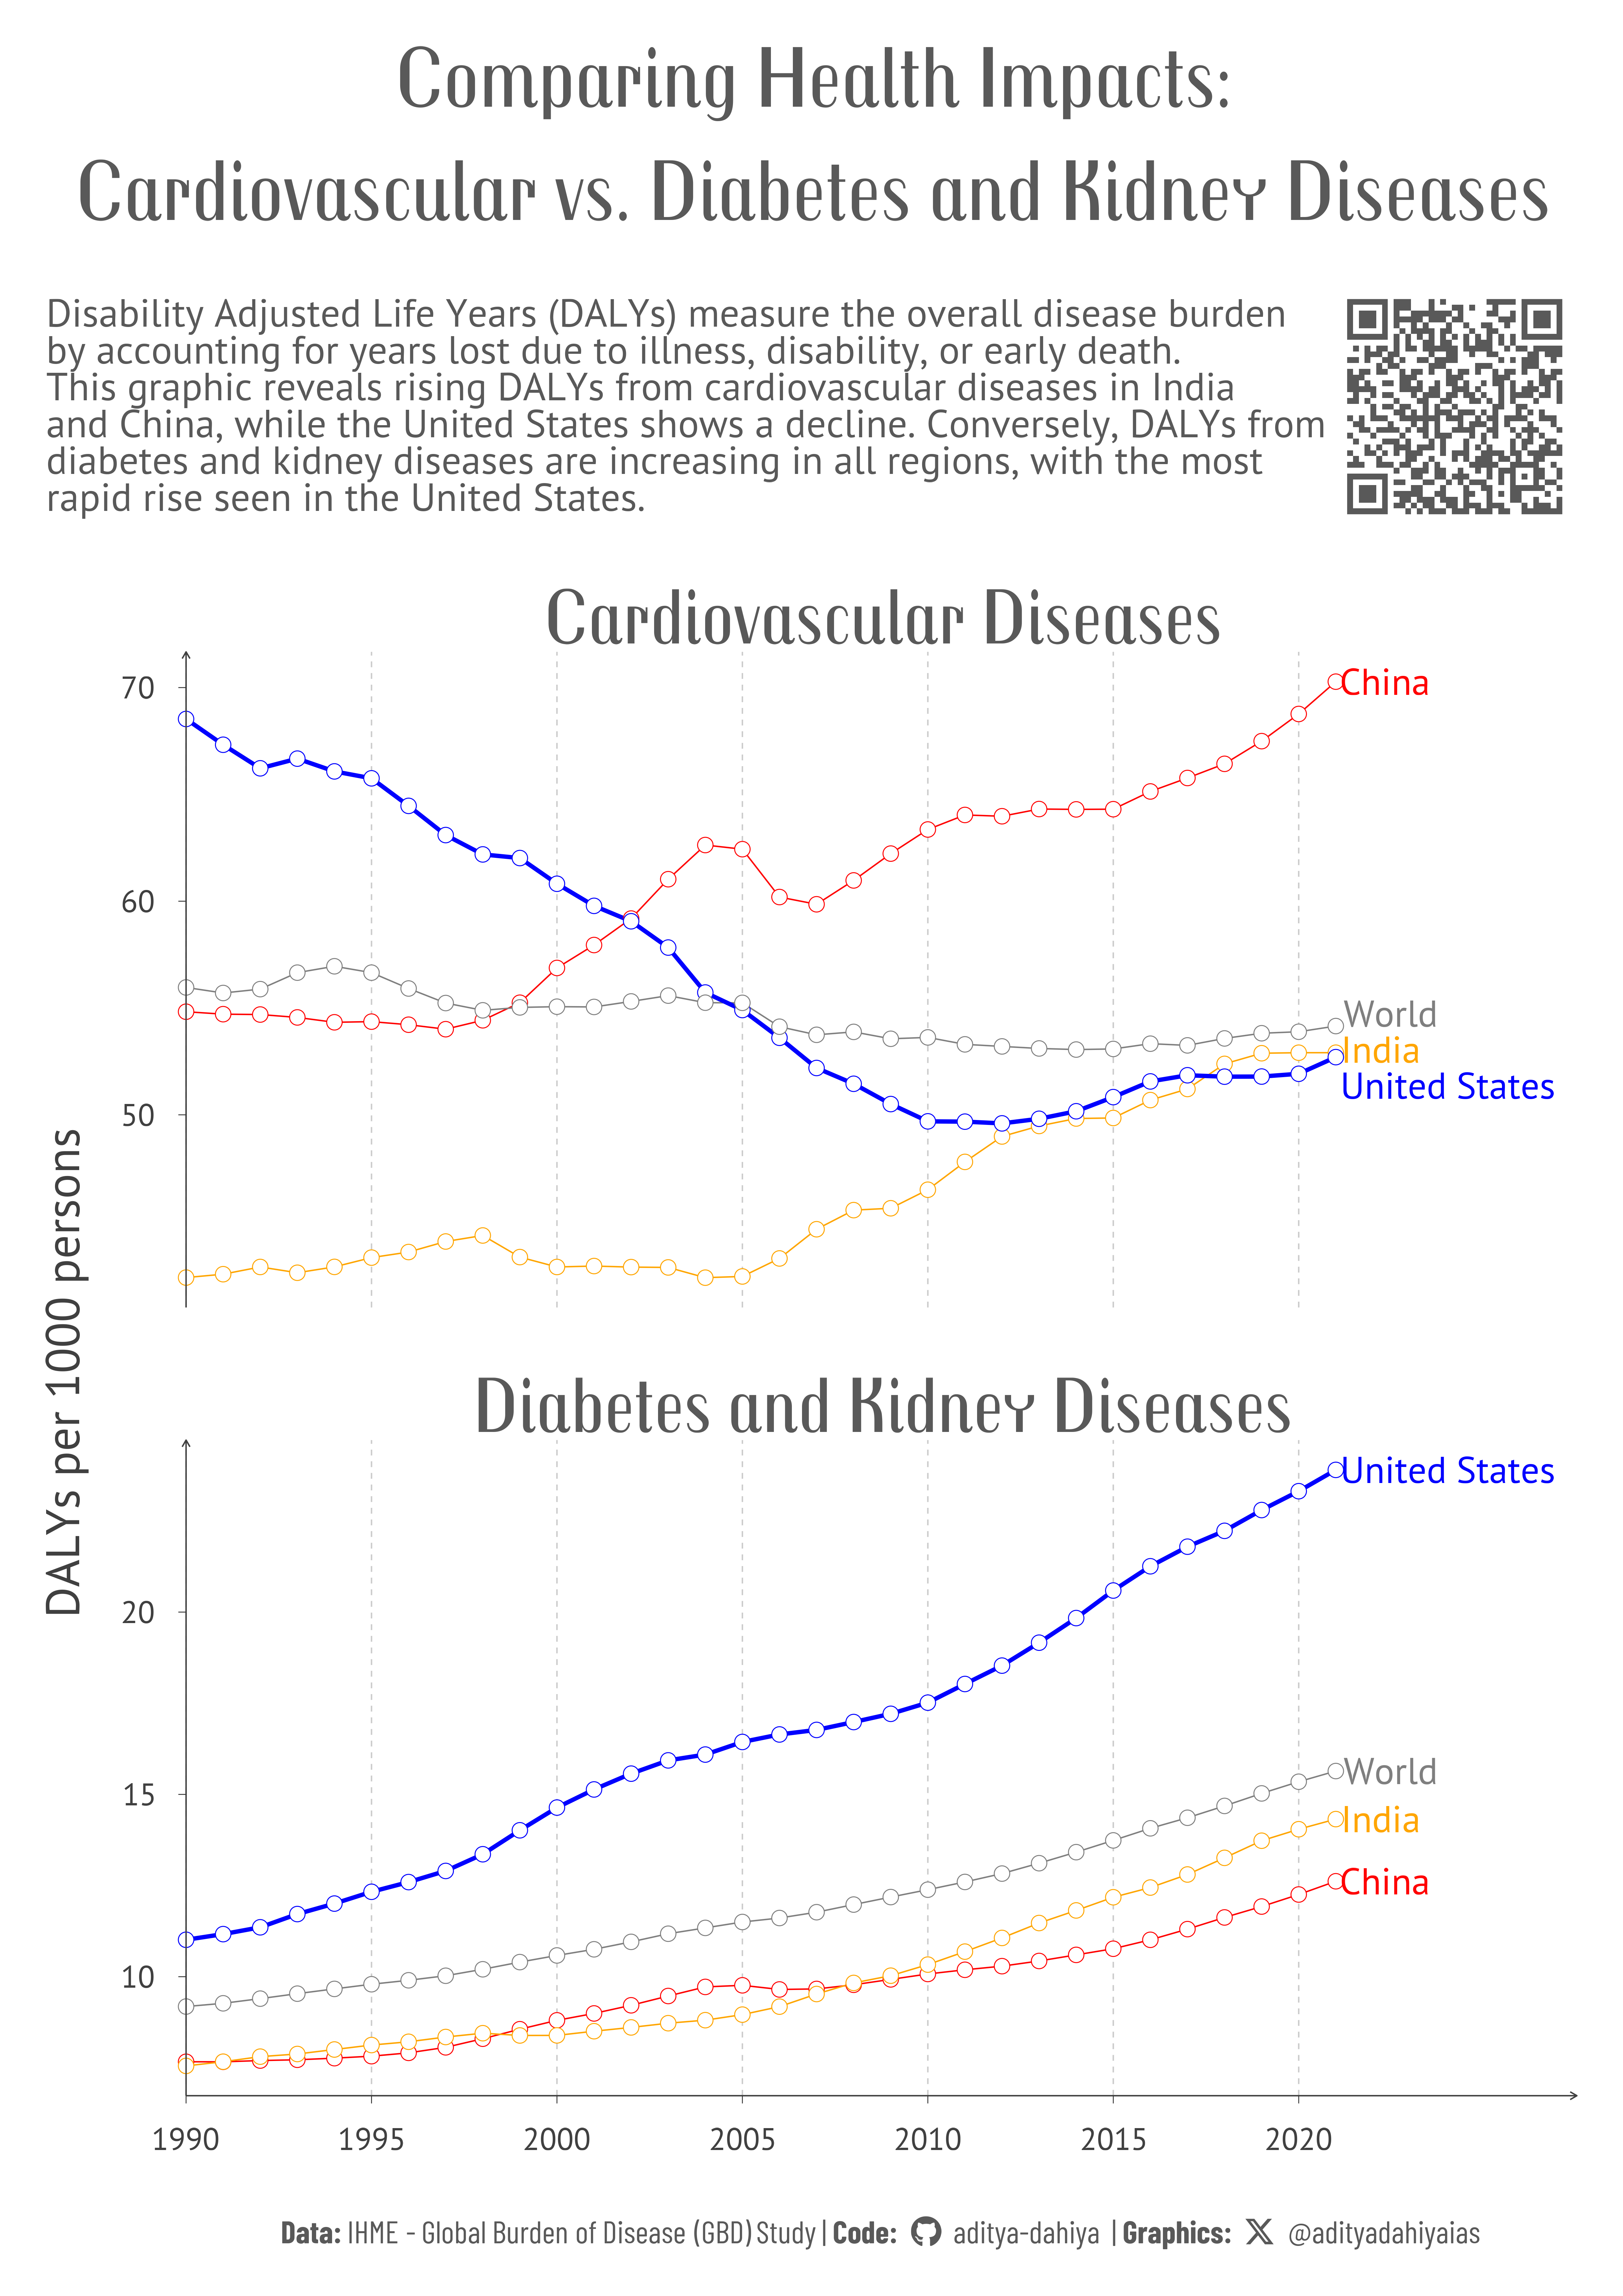 Comparing Health Impacts:
Cardiovascular vs. Diabetes and Kidney Diseases
Disability Adjusted Life Years (DALYs) measure the overall disease burden
by accounting for years lost due to illness, disability, or early death.
This graphic reveals rising DALYs from cardiovascular diseases in India
and China, while the United States shows a decline. Conversely, DALYs from
diabetes and kidney diseases are increasing in all regions, with the most
rapid rise seen in the United States.
Cardiovascular Diseases
70
60
50
China
World
India
United States
DALYs per 1000 persons
Diabetes and Kidney Diseases
20
15
10
United States
World
India
China
1990 1995 2000 2005 2010 2015 2020
Data: IHME - Global Burden of Disease (GBD) Study | Code: aditya-dahiya | Graphics: @adityadahiyaias